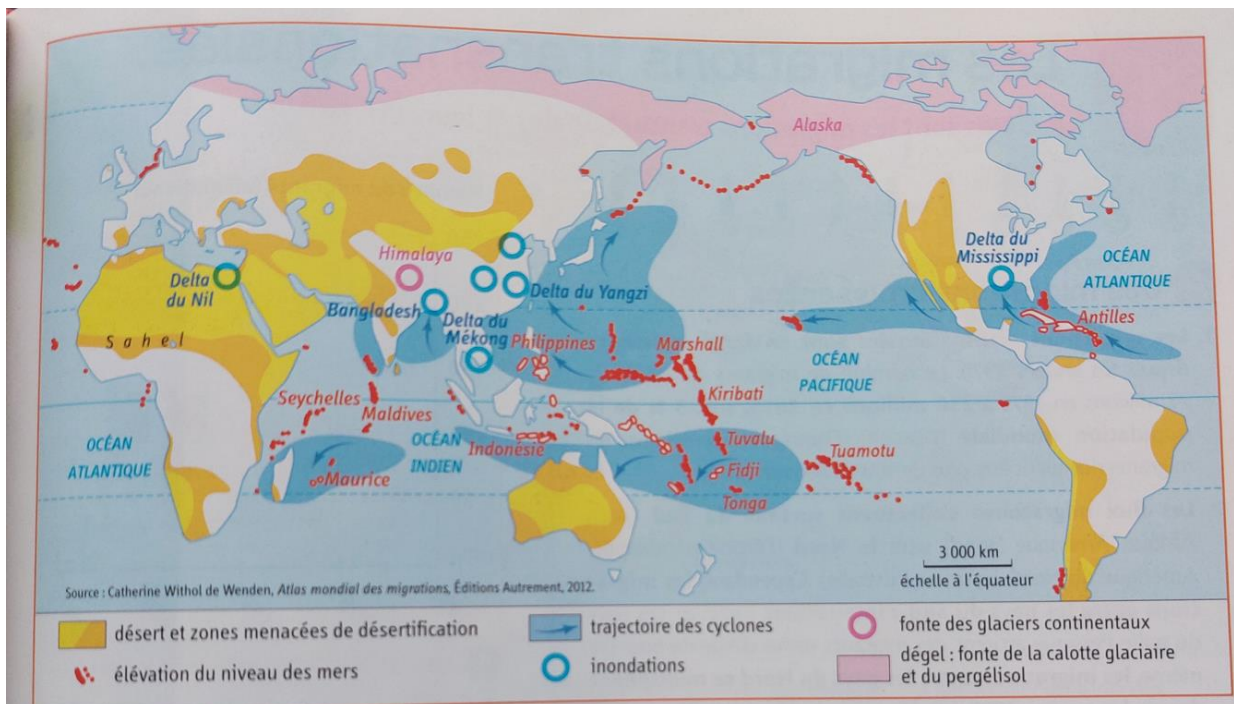 Alaska
Himalaya
Delta
du Nil
Bangladesh
Delta du Yangzi
Delta du
Mékong
Delta du
Mississippi
OCÉAN
ATLANTIQUE
Antilles
Sahel
Philippines
Marshall
OCÉAN
PACIFIQUE
Kiribati
Seychelles
Maldives
OCÉAN
ATLANTIQUE
OCÉAN
INDIEN
Indonésie
Tuvalu
Tuamotu
Maurice
Fidji
Tonga
3 000 km
échelle à l'équateur
Source : Catherine Withol de Wenden, Atlas mondial des migrations, Éditions Autrement, 2012.
désert et zones menacées de désertification
trajectoire des cyclones
fonte des glaciers continentaux
élévation du niveau des mers
inondations
dégel : fonte de la calotte glaciaire
et du pergélisol